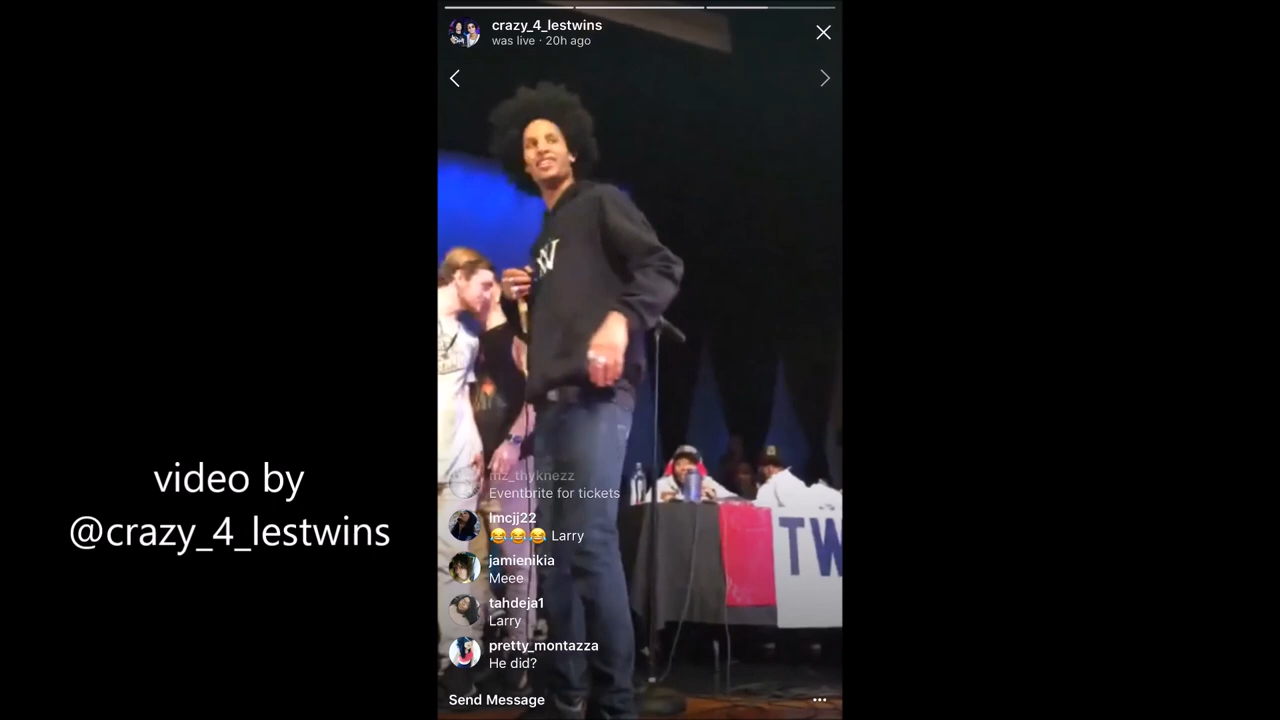 crazy_4_lestwins
was live · 20h ago
W
mz_thyknezz
Eventbrite for tickets
lmcjj22
😂😂😂 Larry
jamienikia
Meee
tahdeja1
Larry
pretty_montazza
He did?
Send Message
TW
video by
@crazy_4_lestwins